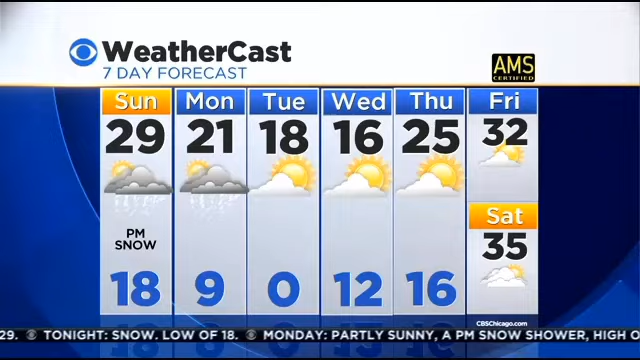 WeatherCast
7 DAY FORECAST
AMS
CERTIFIED
Sun Mon Tue Wed Thu Fri
29 21 18 16 25 32
Sat
35
PM
SNOW
18 9 0 12 16
CBSChicago.com
29. TONIGHT: SNOW. LOW OF 18. MONDAY: PARTLY SUNNY, A PM SNOW SHOWER, HIGH O